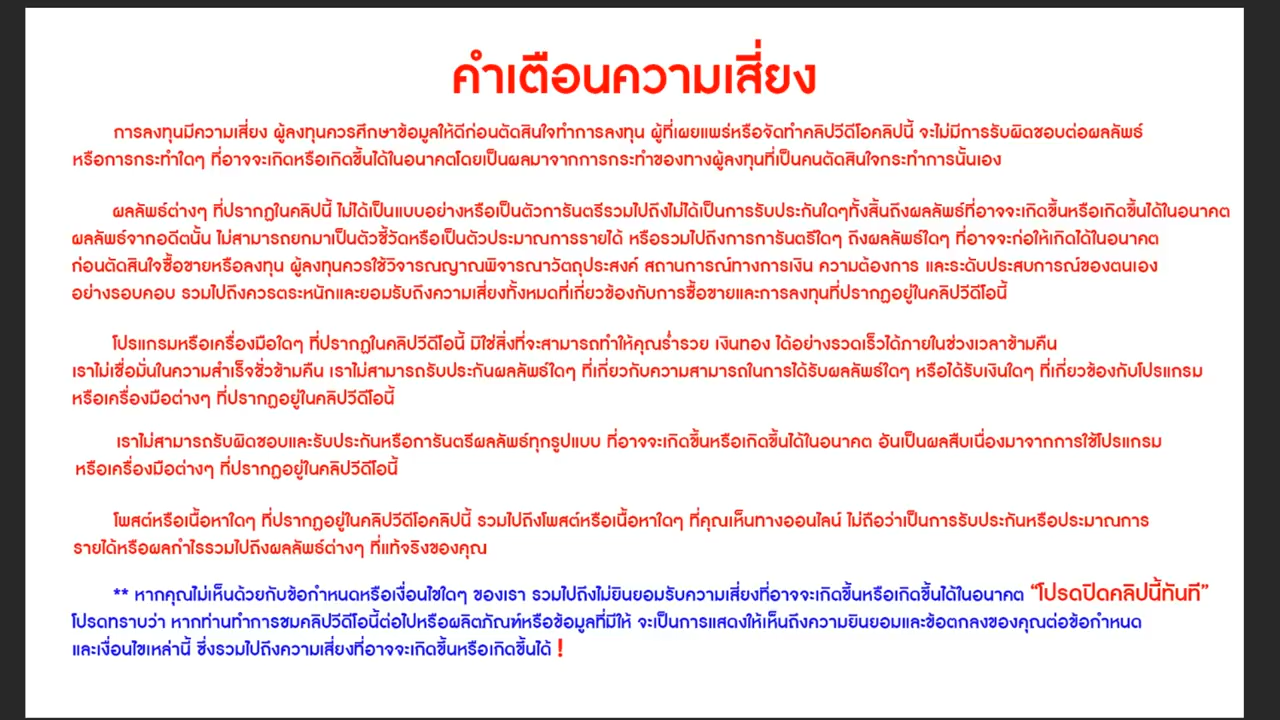 คำเตือนความเสี่ยง
การลงทุนมีความเสี่ยง ผู้ลงทุนควรศึกษาข้อมูลให้ดีก่อนตัดสินใจทำการลงทุน ผู้ที่เผยแพร่หรือจัดทำคลิปวีดีโอคลิปนี้ จะไม่มีการรับผิดชอบต่อผลลัพธ์
หรือการกระทำใดๆ ที่อาจจะเกิดหรือเกิดขึ้นได้ในอนาคตโดยเป็นผลมาจากการกระทำของทางผู้ลงทุนที่เป็นคนตัดสินใจกระทำการนั้นเอง
ผลลัพธ์ต่างๆ ที่ปรากฏในคลิปนี้ ไม่ได้เป็นแบบอย่างหรือเป็นตัวการันตรีรวมไปถึงไม่ได้เป็นการรับประกันใดๆทั้งสิ้นถึงผลลัพธ์ที่อาจจะเกิดขึ้นหรือเกิดขึ้นได้ในอนาคต
ผลลัพธ์จากอดีตนั้น ไม่สามารถยกมาเป็นตัวชี้วัดหรือเป็นตัวประมาณการรายได้ หรือรวมไปถึงการการันตรีใดๆ ถึงผลลัพธ์ใดๆ ที่อาจจะก่อให้เกิดได้ในอนาคต
ก่อนตัดสินใจซื้อขายหรือลงทุน ผู้ลงทุนควรใช้วิจารณญาณพิจารณาวัตถุประสงค์ สถานการณ์ทางการเงิน ความต้องการ และระดับประสบการณ์ของตนเอง
อย่างรอบคอบ รวมไปถึงควรตระหนักและยอมรับถึงความเสี่ยงทั้งหมดที่เกี่ยวข้องกับการซื้อขายและการลงทุนที่ปรากฏอยู่ในคลิปวีดีโอนี้
โปรแกรมหรือเครื่องมือใดๆ ที่ปรากฏในคลิปวีดีโอนี้ มิใช่สิ่งที่จะสามารถทำให้คุณร่ำรวย เงินทอง ได้อย่างรวดเร็วได้ภายในช่วงเวลาข้ามคืน
เราไม่เชื่อมั่นในความสำเร็จชั่วข้ามคืน เราไม่สามารถรับประกันผลลัพธ์ใดๆ ที่เกี่ยวกับความสามารถในการได้รับผลลัพธ์ใดๆ หรือได้รับเงินใดๆ ที่เกี่ยวข้องกับโปรแกรม
หรือเครื่องมือต่างๆ ที่ปรากฏอยู่ในคลิปวีดีโอนี้
เราไม่สามารถรับผิดชอบและรับประกันหรือการันตรีผลลัพธ์ทุกรูปแบบ ที่อาจจะเกิดขึ้นหรือเกิดขึ้นได้ในอนาคต อันเป็นผลสืบเนื่องมาจากการใช้โปรแกรม
หรือเครื่องมือต่างๆ ที่ปรากฏอยู่ในคลิปวีดีโอนี้
โพสต์หรือเนื้อหาใดๆ ที่ปรากฏอยู่ในคลิปวีดีโอคลิปนี้ รวมไปถึงโพสต์หรือเนื้อหาใดๆ ที่คุณเห็นทางออนไลน์ ไม่ถือว่าเป็นการรับประกันหรือประมาณการ
รายได้หรือผลกำไรรวมไปถึงผลลัพธ์ต่างๆ ที่แท้จริงของคุณ
** หากคุณไม่เห็นด้วยกับข้อกำหนดหรือเงื่อนไขใดๆ ของเรา รวมไปถึงไม่ยินยอมรับความเสี่ยงที่อาจจะเกิดขึ้นหรือเกิดขึ้นได้ในอนาคต “โปรดปิดคลิปนี้ทันที”
โปรดทราบว่า หากท่านทำการชมคลิปวีดีโอนี้ต่อไปหรือผลิตภัณฑ์หรือข้อมูลที่มีให้ จะเป็นการแสดงให้เห็นถึงความยินยอมและข้อตกลงของคุณต่อข้อกำหนด
และเงื่อนไขเหล่านี้ ซึ่งรวมไปถึงความเสี่ยงที่อาจจะเกิดขึ้นหรือเกิดขึ้นได้ !